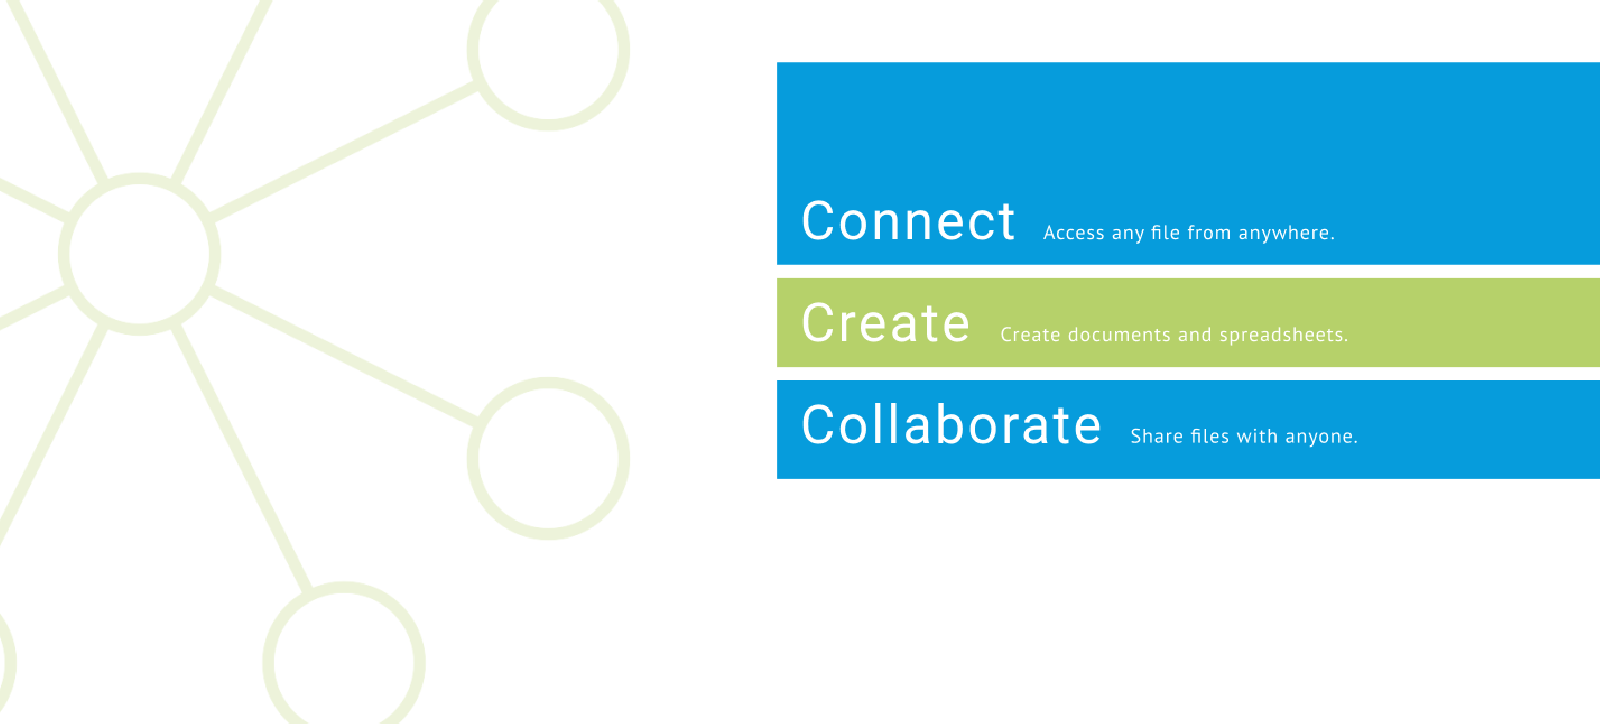 Connect Access any file from anywhere.
Create Create documents and spreadsheets.
Collaborate Share files with anyone.